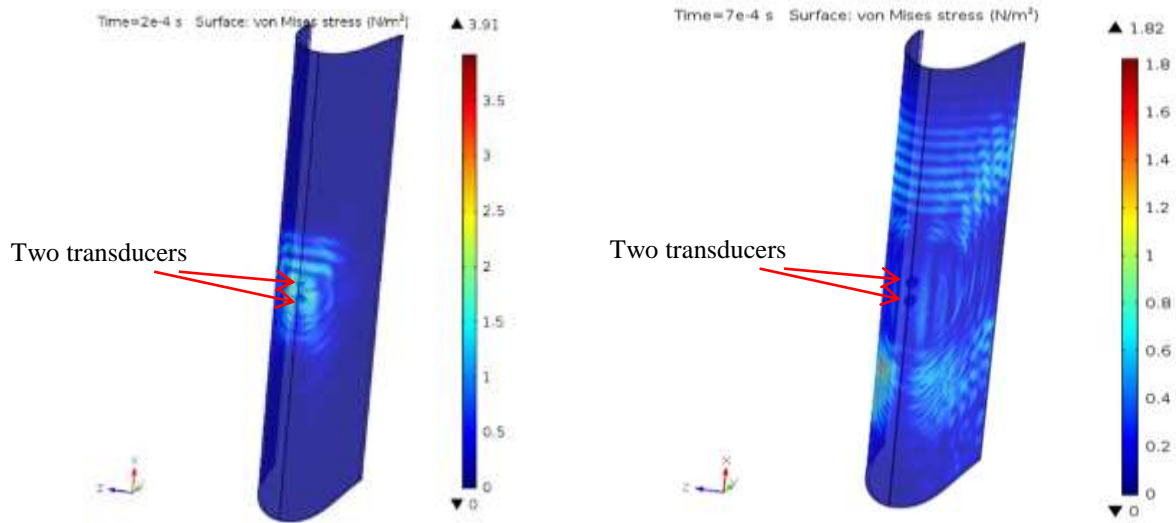 Time=2e-4 s Surface: von Mises stress (N/m²)
▲ 3.91
3.5
3
2.5
2
1.5
1
0.5
0
▼ 0
Two transducers
x
z
y
Time=7e-4 s Surface: von Mises stress (N/m²)
▲ 1.82
1.8
1.6
1.4
1.2
1
0.8
0.6
0.4
0.2
0
▼ 0
Two transducers
x
z
y